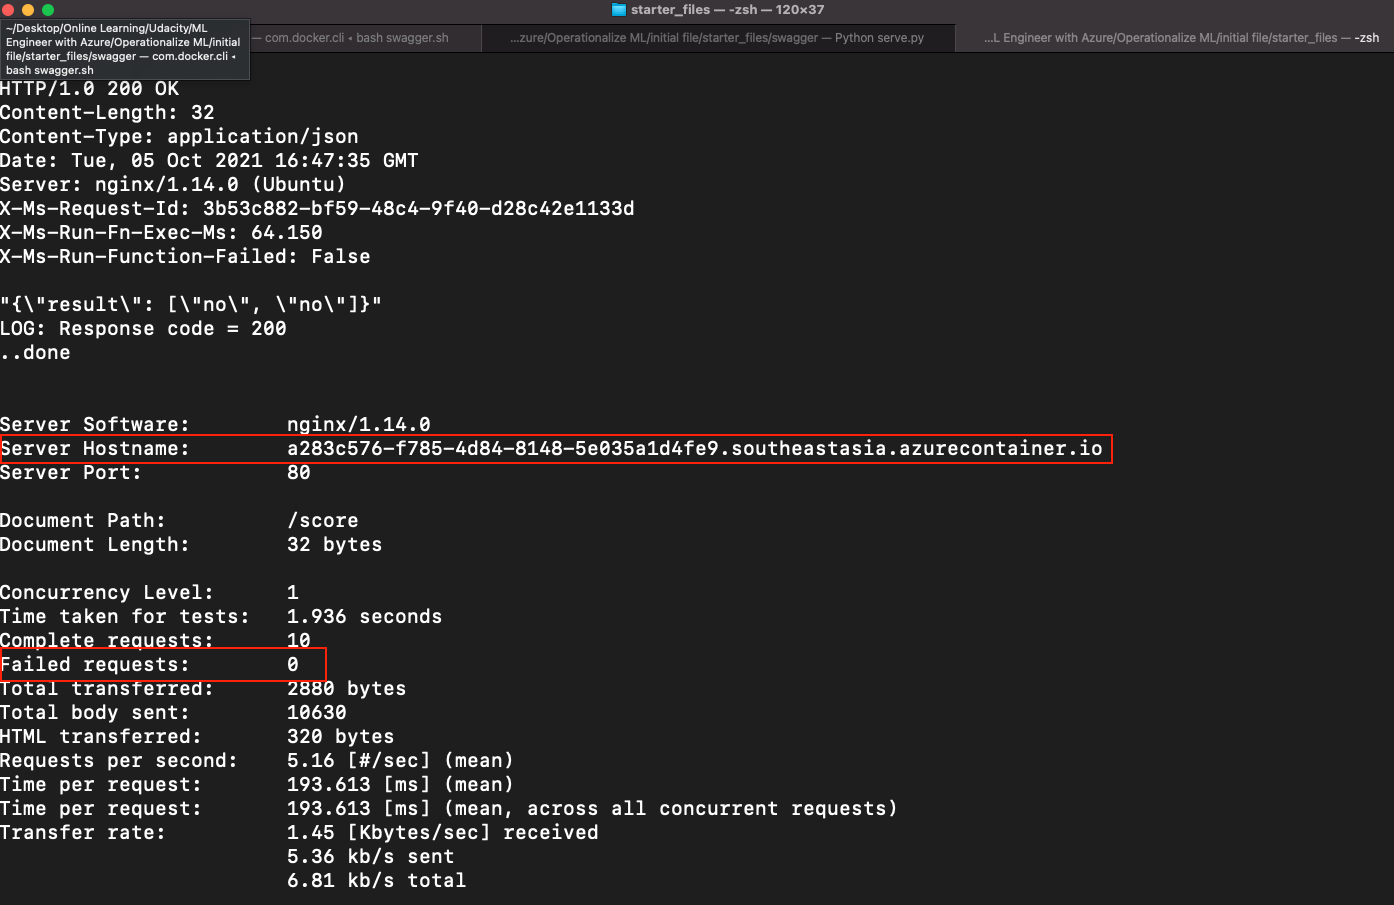 starter_files — -zsh — 120×37
~/Desktop/Online Learning/Udacity/ML
Engineer with Azure/Operationalize ML/initial
file/starter_files/swagger — com.docker.cli ◂
bash swagger.sh
— com.docker.cli ◂ bash swagger.sh
...zure/Operationalize ML/initial file/starter_files/swagger — Python serve.py
...L Engineer with Azure/Operationalize ML/initial file/starter_files — -zsh
HTTP/1.0 200 OK
Content-Length: 32
Content-Type: application/json
Date: Tue, 05 Oct 2021 16:47:35 GMT
Server: nginx/1.14.0 (Ubuntu)
X-Ms-Request-Id: 3b53c882-bf59-48c4-9f40-d28c42e1133d
X-Ms-Run-Fn-Exec-Ms: 64.150
X-Ms-Run-Function-Failed: False
"{\"result\": [\"no\", \"no\"]}"
LOG: Response code = 200
..done
Server Software: nginx/1.14.0
Server Hostname: a283c576-f785-4d84-8148-5e035a1d4fe9.southeastasia.azurecontainer.io
Server Port: 80
Document Path: /score
Document Length: 32 bytes
Concurrency Level: 1
Time taken for tests: 1.936 seconds
Complete requests: 10
Failed requests: 0
Total transferred: 2880 bytes
Total body sent: 10630
HTML transferred: 320 bytes
Requests per second: 5.16 [#/sec] (mean)
Time per request: 193.613 [ms] (mean)
Time per request: 193.613 [ms] (mean, across all concurrent requests)
Transfer rate: 1.45 [Kbytes/sec] received
5.36 kb/s sent
6.81 kb/s total